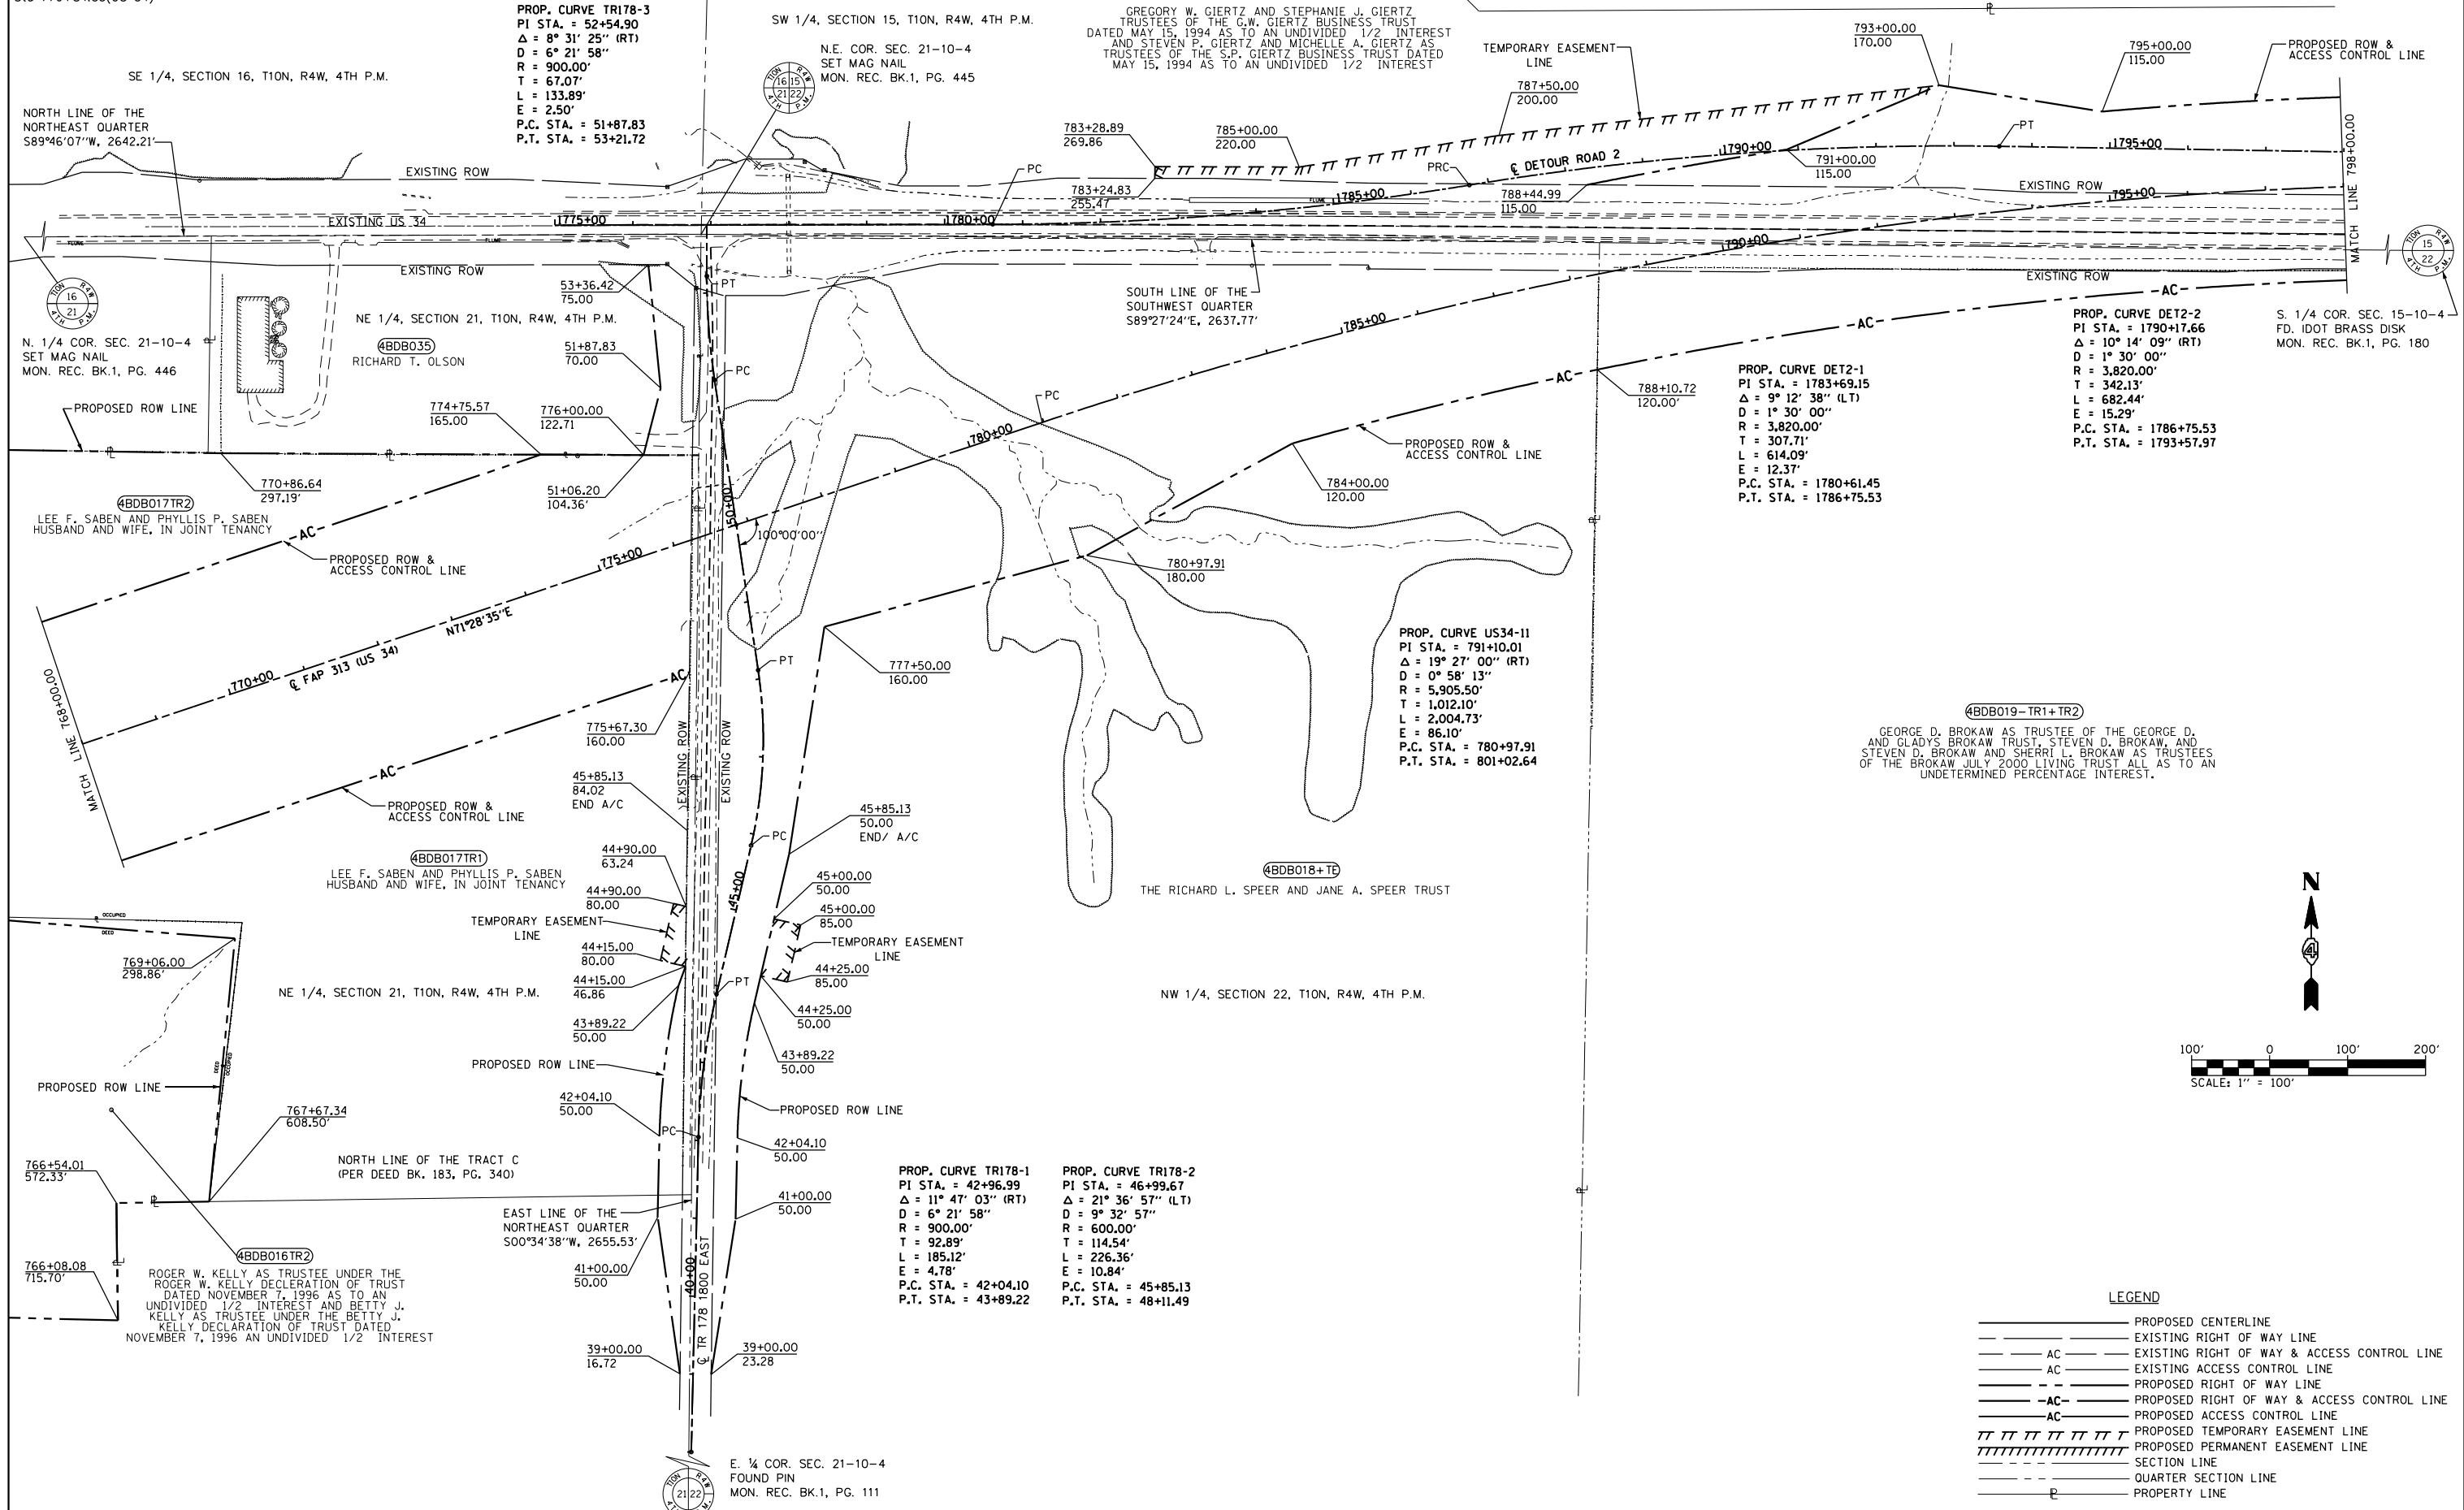 PROP. CURVE TR178-3
PI STA. = 52+54.90
Δ = 8° 31' 25'' (RT)
D = 6° 21' 58''
R = 900.00'
T = 67.07'
L = 133.89'
E = 2.50'
P.C. STA. = 51+87.83
P.T. STA. = 53+21.72
SW 1/4, SECTION 15, T10N, R4W, 4TH P.M.
N.E. COR. SEC. 21-10-4
SET MAG NAIL
MON. REC. BK.1, PG. 445
T10N R4W
16 15
21 22
4TH P.M.
GREGORY W. GIERTZ AND STEPHANIE J. GIERTZ
TRUSTEES OF THE G.W. GIERTZ BUSINESS TRUST
DATED MAY 15, 1994 AS TO AN UNDIVIDED 1/2 INTEREST
AND STEVEN P. GIERTZ AND MICHELLE A. GIERTZ AS
TRUSTEES OF THE S.P. GIERTZ BUSINESS TRUST DATED
MAY 15, 1994 AS TO AN UNDIVIDED 1/2 INTEREST
TEMPORARY EASEMENT
LINE
793+00.00
170.00
795+00.00
115.00
PROPOSED ROW &
ACCESS CONTROL LINE
SE 1/4, SECTION 16, T10N, R4W, 4TH P.M.
NORTH LINE OF THE
NORTHEAST QUARTER
S89°46'07''W, 2642.21'
783+28.89
269.86
785+00.00
220.00
787+50.00
200.00
PT
1790+00
1795+00
791+00.00
115.00
℄ DETOUR ROAD 2
PRC
PC
EXISTING ROW
783+24.83
255.47
1785+00
788+44.99
115.00
EXISTING ROW
795+00
MATCH LINE 798+00.00
EXISTING US 34
1775+00
1780+00
FLUME
FLUME
FLUME
790+00
EXISTING ROW
EXISTING ROW
T10N R4W
15
22
4TH P.M.
T10N R4W
16
21
4TH P.M.
N. 1/4 COR. SEC. 21-10-4
SET MAG NAIL
MON. REC. BK.1, PG. 446
53+36.42
75.00
PT
NE 1/4, SECTION 21, T10N, R4W, 4TH P.M.
4BDB035
RICHARD T. OLSON
51+87.83
70.00
PC
SOUTH LINE OF THE
SOUTHWEST QUARTER
S89°27'24''E, 2637.77'
785+00
AC
AC
S. 1/4 COR. SEC. 15-10-4
FD. IDOT BRASS DISK
MON. REC. BK.1, PG. 180
PROP. CURVE DET2-2
PI STA. = 1790+17.66
Δ = 10° 14' 09'' (RT)
D = 1° 30' 00''
R = 3,820.00'
T = 342.13'
L = 682.44'
E = 15.29'
P.C. STA. = 1786+75.53
P.T. STA. = 1793+57.97
PROP. CURVE DET2-1
PI STA. = 1783+69.15
Δ = 9° 12' 38'' (LT)
D = 1° 30' 00''
R = 3,820.00'
T = 307.71'
L = 614.09'
E = 12.37'
P.C. STA. = 1780+61.45
P.T. STA. = 1786+75.53
AC
788+10.72
120.00'
PROPOSED ROW LINE
774+75.57
165.00
776+00.00
122.71
PC
780+00
PROPOSED ROW &
ACCESS CONTROL LINE
784+00.00
120.00
770+86.64
297.19'
51+06.20
104.36'
50+00
100°00'00''
4BDB017TR2
LEE F. SABEN AND PHYLLIS P. SABEN
HUSBAND AND WIFE, IN JOINT TENANCY
AC
PROPOSED ROW &
ACCESS CONTROL LINE
775+00
780+97.91
180.00
N71°28'35''E
770+00
℄ FAP 313 (US 34)
MATCH LINE 768+00.00
AC
PT
777+50.00
160.00
PROP. CURVE US34-11
PI STA. = 791+10.01
Δ = 19° 27' 00'' (RT)
D = 0° 58' 13''
R = 5,905.50'
T = 1,012.10'
L = 2,004.73'
E = 86.10'
P.C. STA. = 780+97.91
P.T. STA. = 801+02.64
4BDB019-TR1+TR2
GEORGE D. BROKAW AS TRUSTEE OF THE GEORGE D.
AND GLADYS BROKAW TRUST, STEVEN D. BROKAW, AND
STEVEN D. BROKAW AND SHERRI L. BROKAW AS TRUSTEES
OF THE BROKAW JULY 2000 LIVING TRUST ALL AS TO AN
UNDETERMINED PERCENTAGE INTEREST.
775+67.30
160.00
EXISTING ROW
EXISTING ROW
AC
PROPOSED ROW &
ACCESS CONTROL LINE
45+85.13
84.02
END A/C
45+85.13
50.00
END/ A/C
PC
4BDB017TR1
LEE F. SABEN AND PHYLLIS P. SABEN
HUSBAND AND WIFE, IN JOINT TENANCY
44+90.00
63.24
44+90.00
80.00
45+00
45+00.00
50.00
45+00.00
85.00
4BDB018+TE
THE RICHARD L. SPEER AND JANE A. SPEER TRUST
TEMPORARY EASEMENT
LINE
TEMPORARY EASEMENT
LINE
OCCUPIED
DEED
769+06.00
298.86'
44+15.00
80.00
44+15.00
46.86
PT
44+25.00
85.00
44+25.00
50.00
NE 1/4, SECTION 21, T10N, R4W, 4TH P.M.
NW 1/4, SECTION 22, T10N, R4W, 4TH P.M.
N
4
43+89.22
50.00
43+89.22
50.00
DEED
OCCUPIED
PROPOSED ROW LINE
PROPOSED ROW LINE
PROPOSED ROW LINE
100' 0 100' 200'
SCALE: 1'' = 100'
767+67.34
608.50'
42+04.10
50.00
PC
42+04.10
50.00
766+54.01
572.33'
NORTH LINE OF THE TRACT C
(PER DEED BK. 183, PG. 340)
41+00.00
50.00
EAST LINE OF THE
NORTHEAST QUARTER
S00°34'38''W, 2655.53'
PROP. CURVE TR178-1
PI STA. = 42+96.99
Δ = 11° 47' 03'' (RT)
D = 6° 21' 58''
R = 900.00'
T = 92.89'
L = 185.12'
E = 4.78'
P.C. STA. = 42+04.10
P.T. STA. = 43+89.22
PROP. CURVE TR178-2
PI STA. = 46+99.67
Δ = 21° 36' 57'' (LT)
D = 9° 32' 57''
R = 600.00'
T = 114.54'
L = 226.36'
E = 10.84'
P.C. STA. = 45+85.13
P.T. STA. = 48+11.49
4BDB016TR2
766+08.08
715.70'
ROGER W. KELLY AS TRUSTEE UNDER THE
ROGER W. KELLY DECLERATION OF TRUST
DATED NOVEMBER 7, 1996 AS TO AN
UNDIVIDED 1/2 INTEREST AND BETTY J.
KELLY AS TRUSTEE UNDER THE BETTY J.
KELLY DECLARATION OF TRUST DATED
NOVEMBER 7, 1996 AN UNDIVIDED 1/2 INTEREST
41+00.00
50.00
40+00
℄ TR 178 1800 EAST
39+00.00
16.72
39+00.00
23.28
E. ¼ COR. SEC. 21-10-4
FOUND PIN
MON. REC. BK.1, PG. 111
T10N R4W
21 22
LEGEND
PROPOSED CENTERLINE
EXISTING RIGHT OF WAY LINE
AC EXISTING RIGHT OF WAY & ACCESS CONTROL LINE
AC EXISTING ACCESS CONTROL LINE
PROPOSED RIGHT OF WAY LINE
AC PROPOSED RIGHT OF WAY & ACCESS CONTROL LINE
AC PROPOSED ACCESS CONTROL LINE
PROPOSED TEMPORARY EASEMENT LINE
PROPOSED PERMANENT EASEMENT LINE
SECTION LINE
QUARTER SECTION LINE
PROPERTY LINE